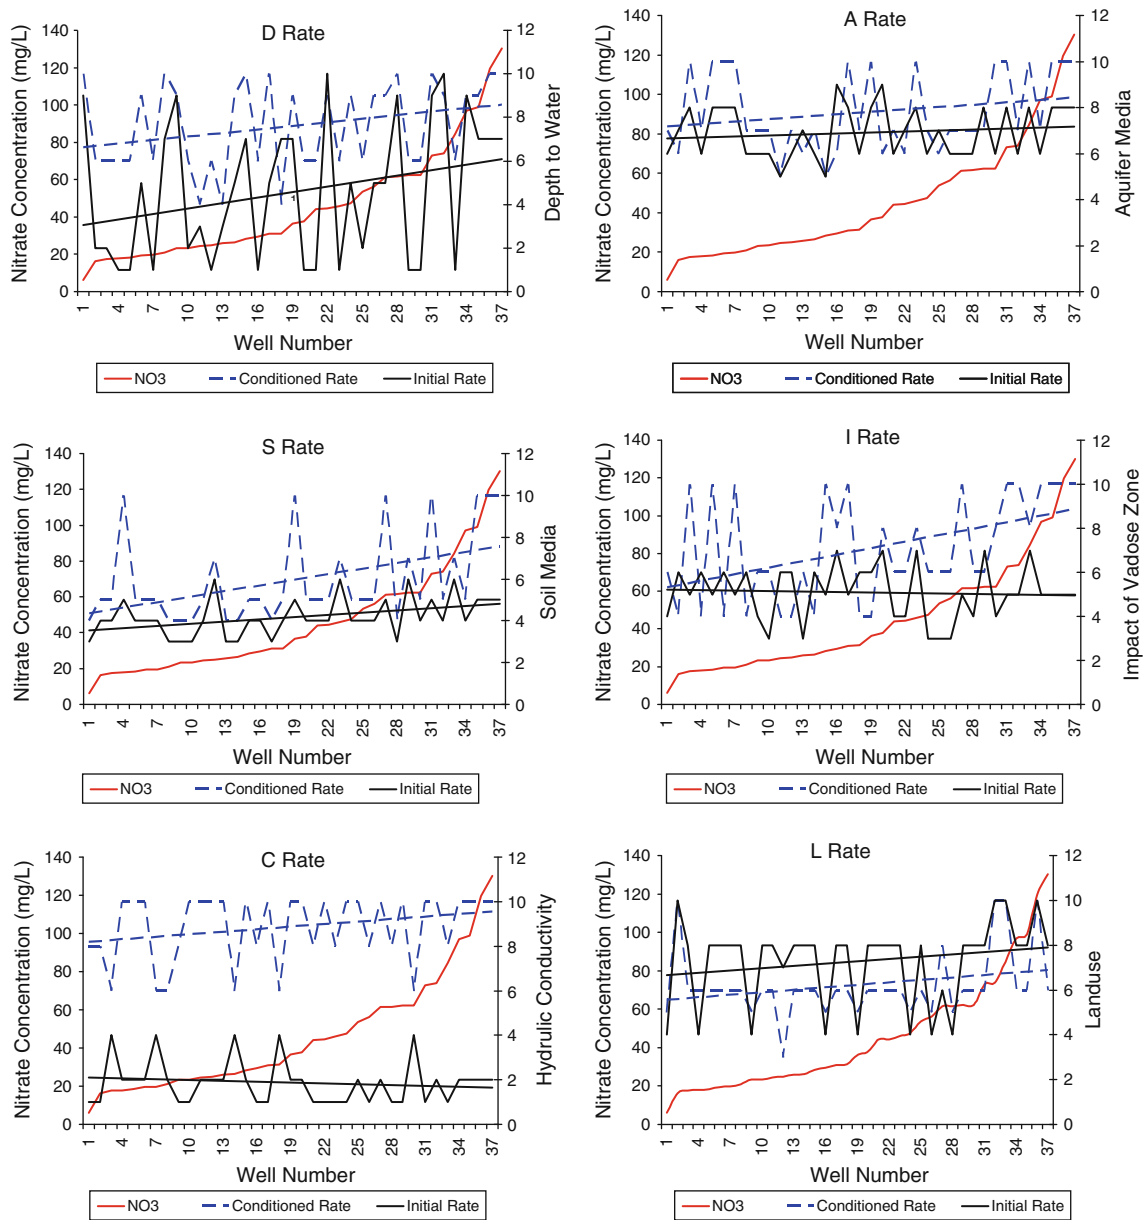 D Rate
Nitrate Concentration (mg/L)
140
120
100
80
60
40
20
0
12
10
8
6
4
2
0
Depth to Water
1 4 7 10 13 16 19 22 25 28 31 34 37
Well Number
NO3 Conditioned Rate Initial Rate
A Rate
Nitrate Concentration (mg/L)
140
120
100
80
60
40
20
0
12
10
8
6
4
2
0
Aquifer Media
1 4 7 10 13 16 19 22 25 28 31 34 37
Well Number
NO3 Conditioned Rate Initial Rate
S Rate
Nitrate Concentration (mg/L)
140
120
100
80
60
40
20
0
12
10
8
6
4
2
0
Soil Media
1 4 7 10 13 16 19 22 25 28 31 34 37
Well Number
NO3 Conditioned Rate Initial Rate
I Rate
Nitrate Concentration (mg/L)
140
120
100
80
60
40
20
0
12
10
8
6
4
2
0
Impact of Vadose Zone
1 4 7 10 13 16 19 22 25 28 31 34 37
Well Number
NO3 Conditioned Rate Initial Rate
C Rate
Nitrate Concentration (mg/L)
140
120
100
80
60
40
20
0
12
10
8
6
4
2
0
Hydrulic Conductivity
1 4 7 10 13 16 19 22 25 28 31 34 37
Well Number
NO3 Conditioned Rate Initial Rate
L Rate
Nitrate Concentration (mg/L)
140
120
100
80
60
40
20
0
12
10
8
6
4
2
0
Landuse
1 4 7 10 13 16 19 22 25 28 31 34 37
Well Number
NO3 Conditioned Rate Initial Rate